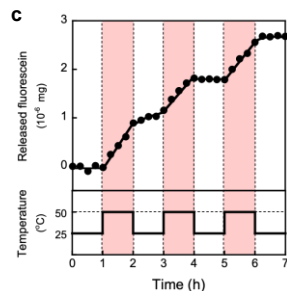 c
Released fluorescein
(10⁻⁶ mg)
3
2
1
0
Temperature
(°C)
50
25
0 1 2 3 4 5 6 7
Time (h)